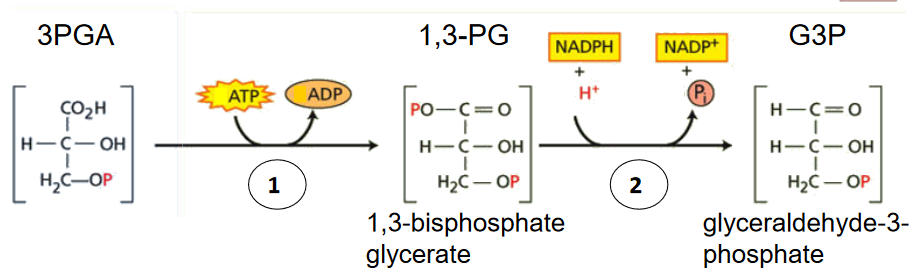 3PGA
1,3-PG
G3P
ATP
ADP
NADPH
+
H+
NADP+
+
Pi
CO2H
H—C—OH
H2C—OP
PO—C=O
H—C—OH
H2C—OP
H—C=O
H—C—OH
H2C—OP
1
2
1,3-bisphosphate
glycerate
glyceraldehyde-3-
phosphate